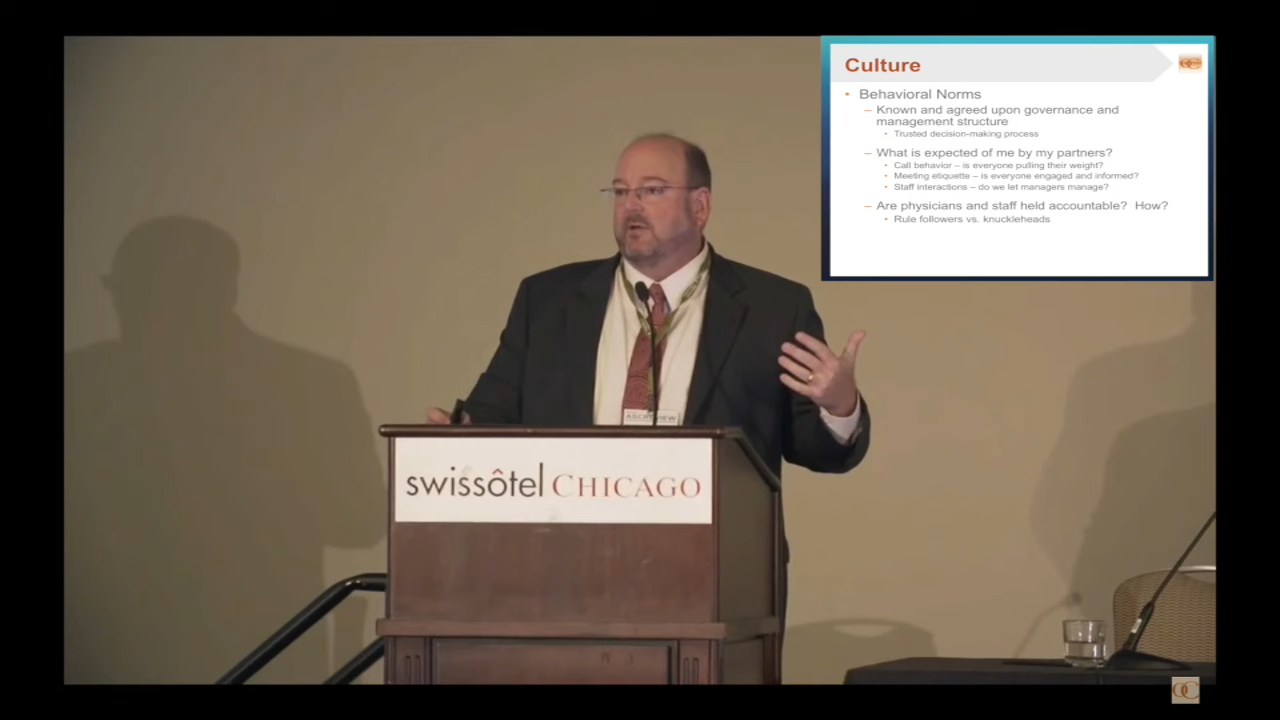 Culture
• Behavioral Norms
– Known and agreed upon governance and
management structure
• Trusted decision-making process
– What is expected of me by my partners?
• Call behavior – is everyone pulling their weight?
• Meeting etiquette – is everyone engaged and informed?
• Staff interactions – do we let managers manage?
– Are physicians and staff held accountable? How?
• Rule followers vs. knuckleheads
swissôtel CHICAGO
OC